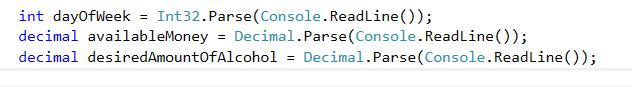 int dayOfWeek = Int32.Parse(Console.ReadLine());
decimal availableMoney = Decimal.Parse(Console.ReadLine());
decimal desiredAmountOfAlcohol = Decimal.Parse(Console.ReadLine());